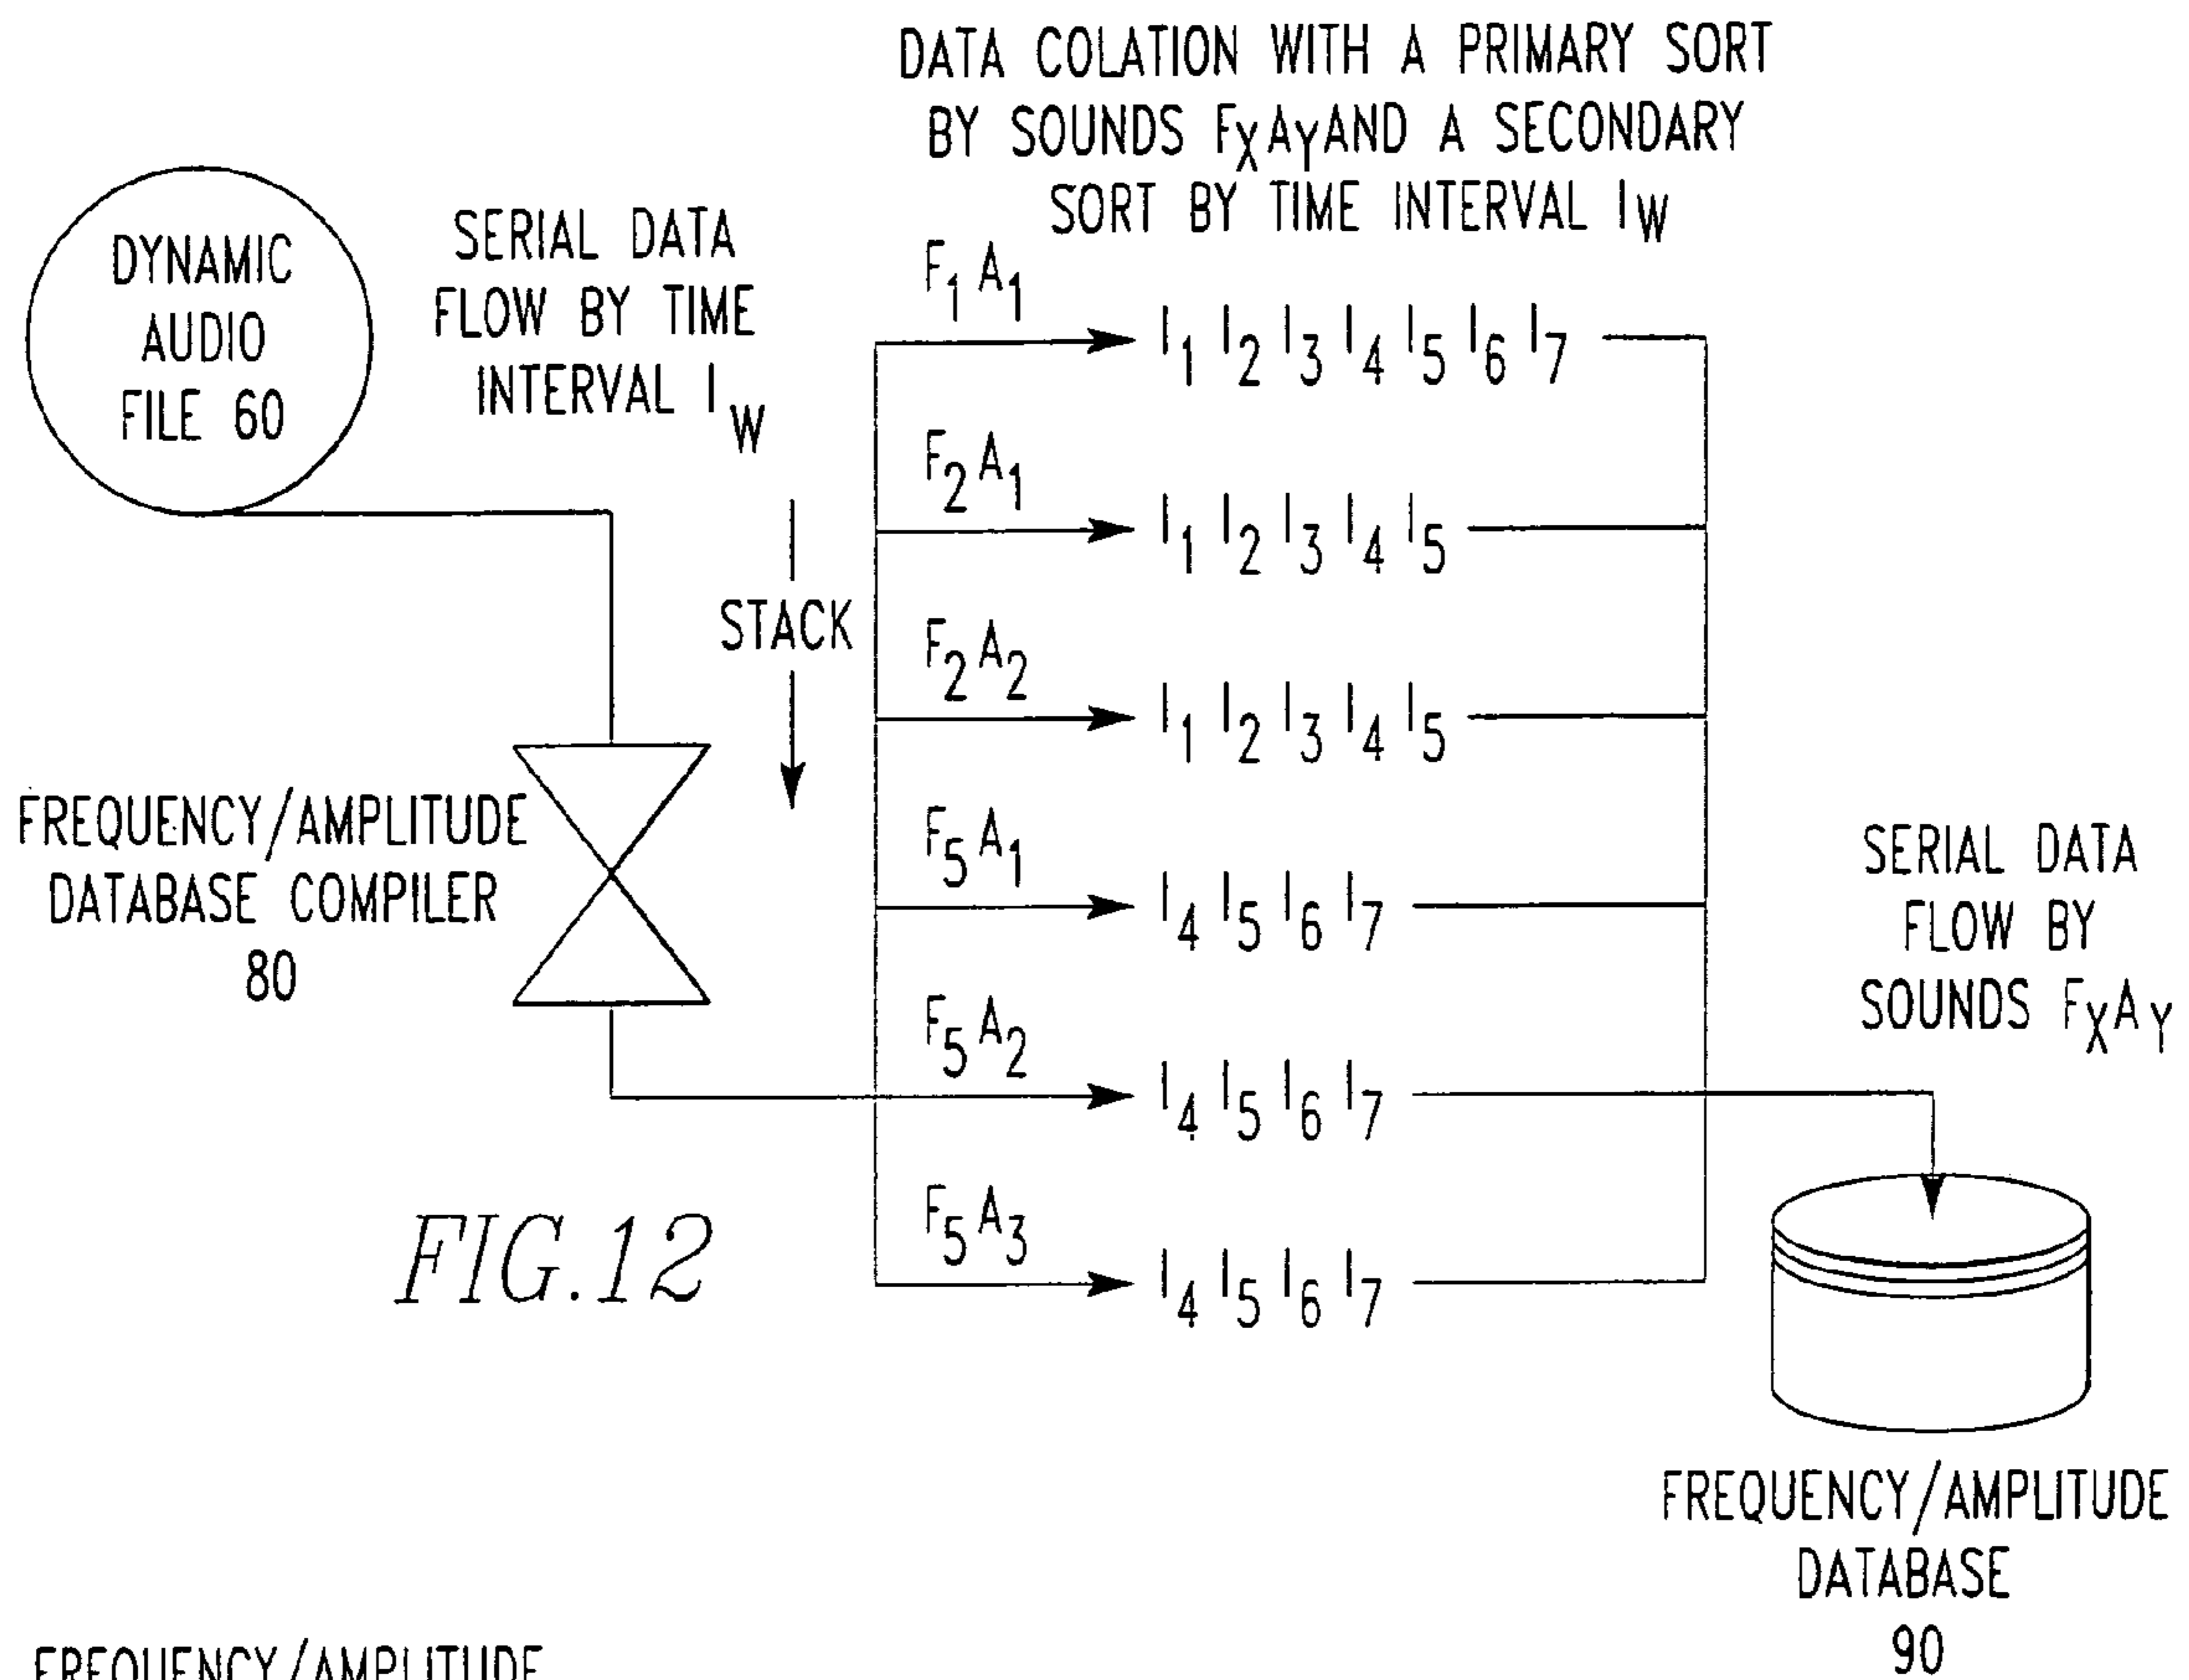 DATA COLATION WITH A PRIMARY SORT
BY SOUNDS FXAYAND A SECONDARY
SORT BY TIME INTERVAL IW
DYNAMIC
AUDIO
FILE 60
SERIAL DATA
FLOW BY TIME
INTERVAL IW
F1A1
I1 I2 I3 I4 I5 I6 I7
F2A1
I1 I2 I3 I4 I5
STACK
F2A2
I1 I2 I3 I4 I5
FREQUENCY/AMPLITUDE
DATABASE COMPILER
80
F5A1
I4 I5 I6 I7
SERIAL DATA
FLOW BY
SOUNDS FXAY
F5A2
I4 I5 I6 I7
F5A3
I4 I5 I6 I7
FIG.12
FREQUENCY/AMPLITUDE
DATABASE
90
FREQUENCY/AMPLITUDE